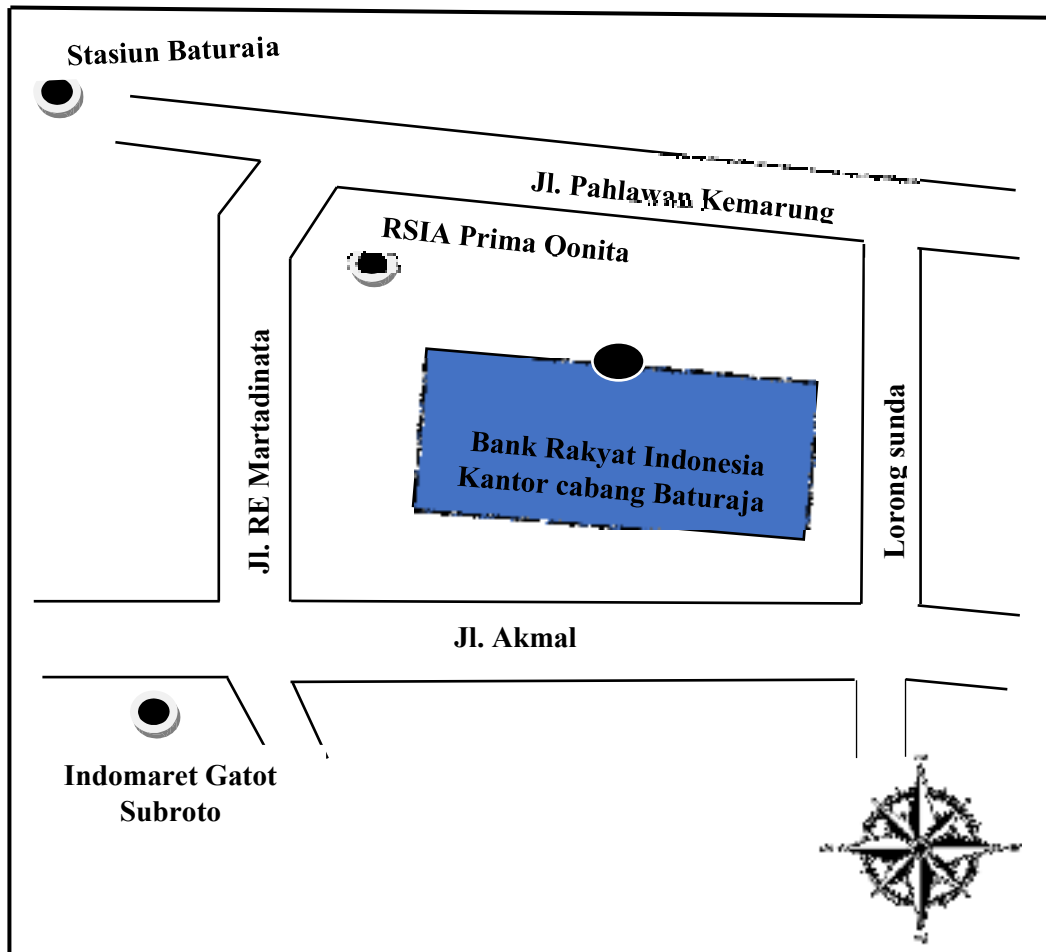 Stasiun Baturaja
Jl. Pahlawan Kemarung
RSIA Prima Qonita
Jl. RE Martadinata
Bank Rakyat Indonesia
Kantor cabang Baturaja
Lorong sunda
Jl. Akmal
Indomaret Gatot
Subroto